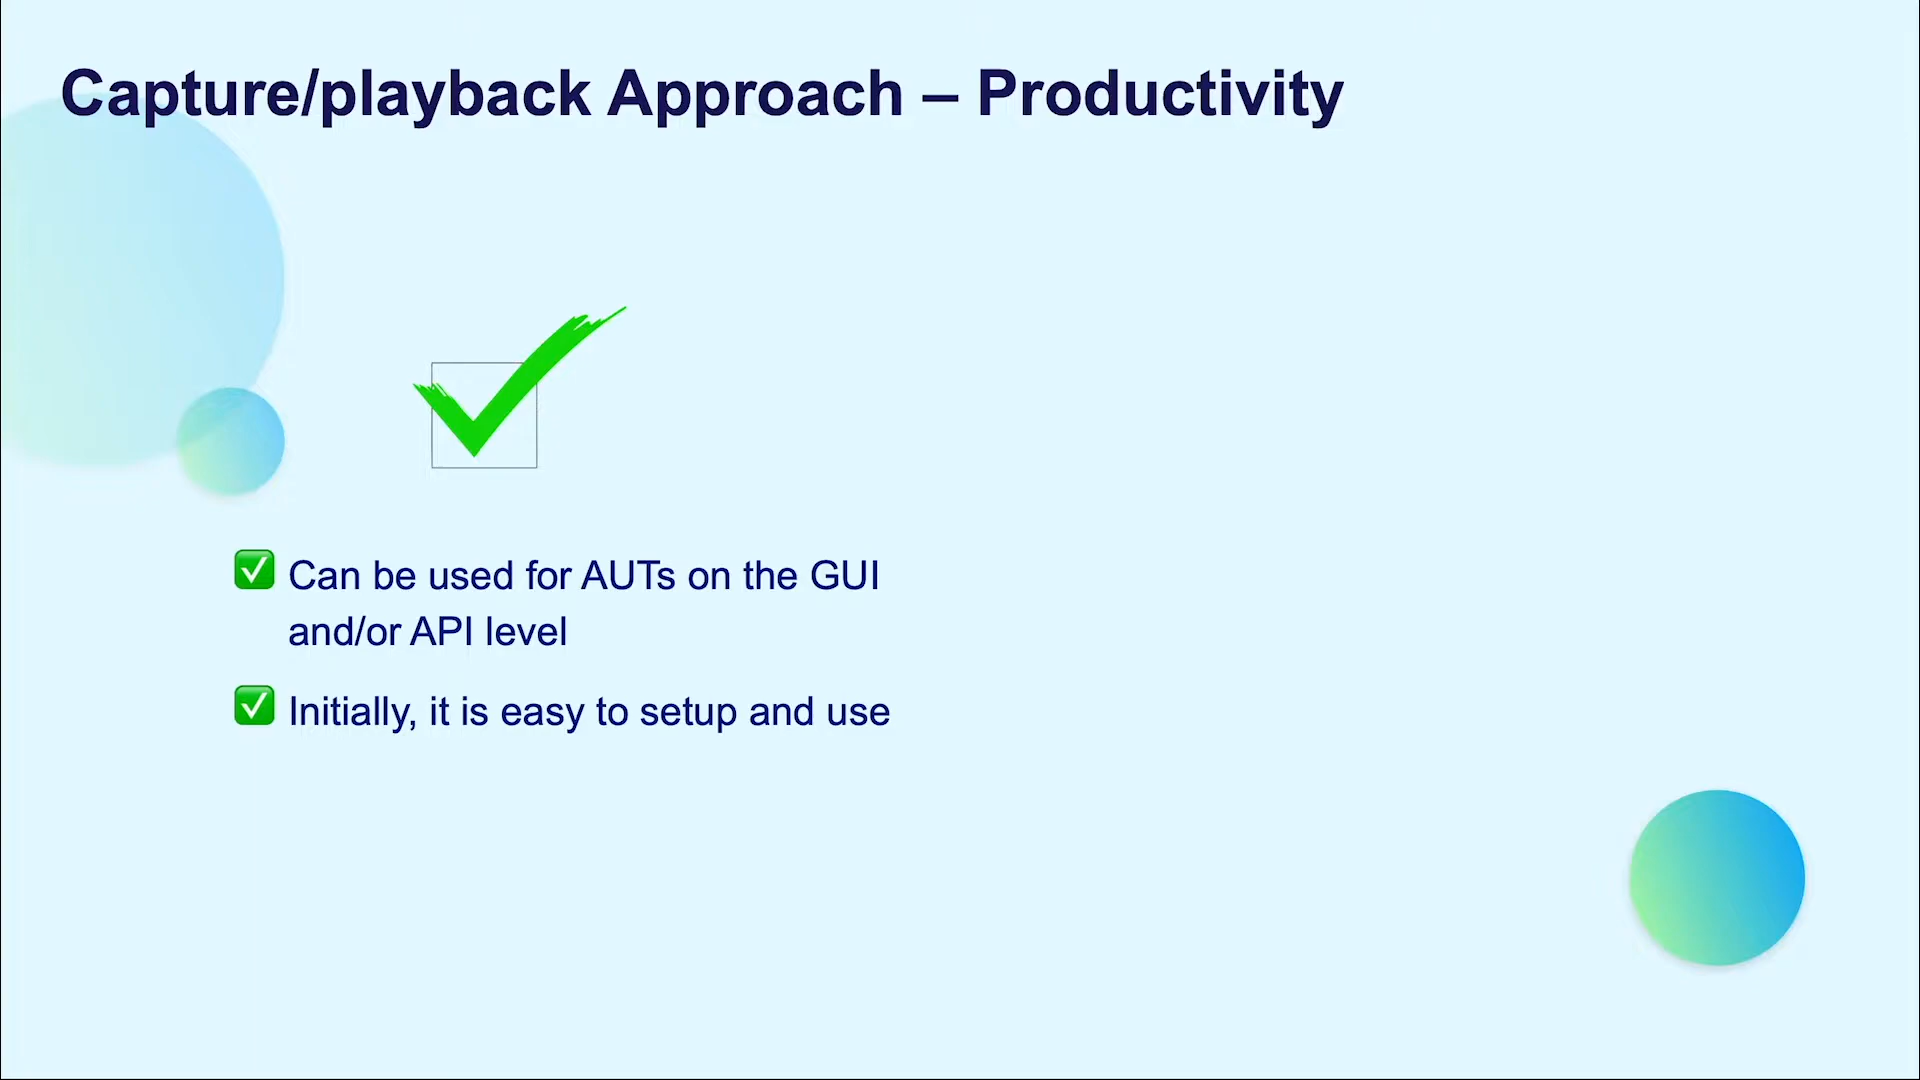 Capture/playback Approach – Productivity
Can be used for AUTs on the GUI
and/or API level
Initially, it is easy to setup and use